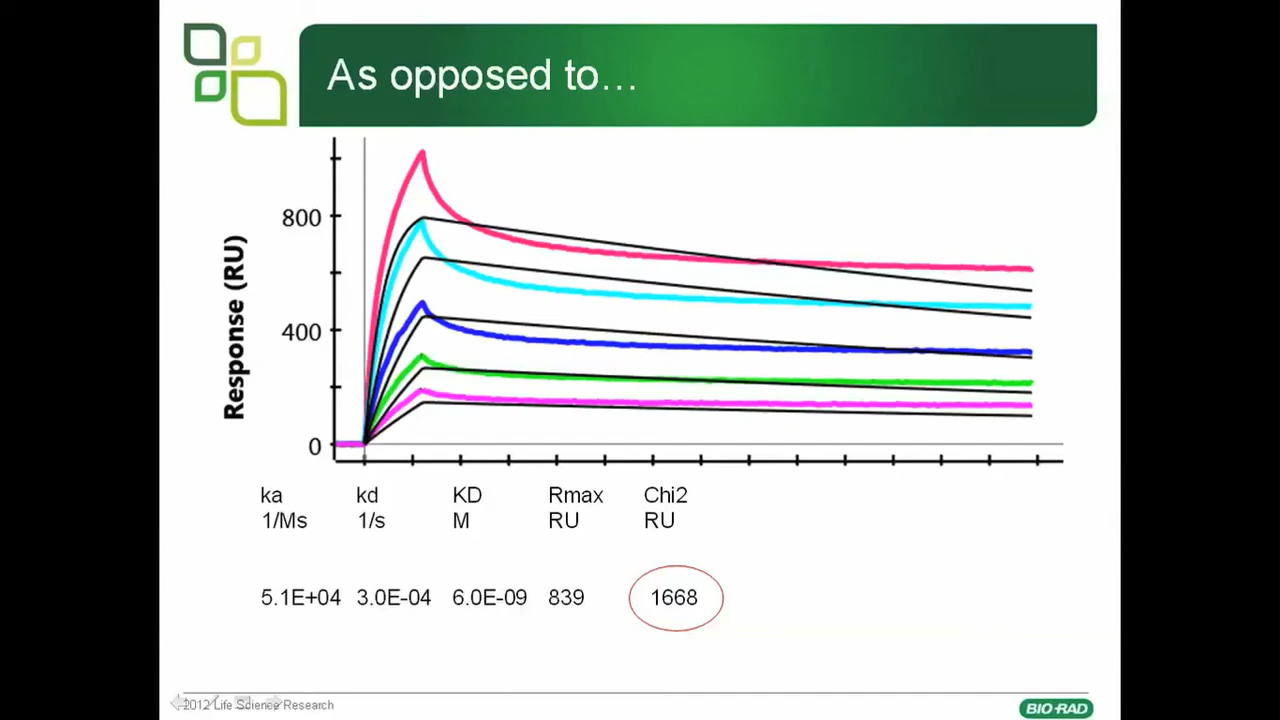 As opposed to...
Response (RU)
800
400
0
ka kd KD Rmax Chi2
1/Ms 1/s M RU RU
5.1E+04 3.0E-04 6.0E-09 839 1668
2012 Life Science Research
BIO-RAD